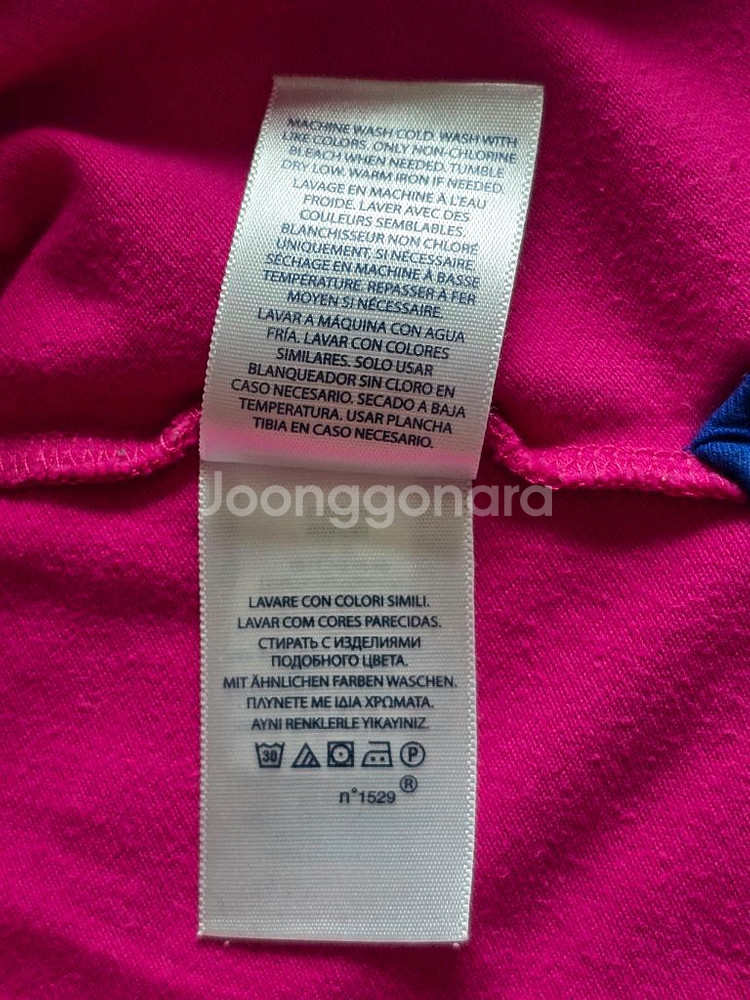 MACHINE WASH COLD. WASH WITH
LIKE COLORS. ONLY NON-CHLORINE
BLEACH WHEN NEEDED. TUMBLE
DRY LOW. WARM IRON IF NEEDED.
LAVAGE EN MACHINE À L'EAU
FROIDE. LAVER AVEC DES
COULEURS SEMBLABLES.
BLANCHISSEUR NON CHLORÉ
UNIQUEMENT, SI NÉCESSAIRE.
SÉCHAGE EN MACHINE À BASSE
TEMPÉRATURE. REPASSER À FER
MOYEN SI NÉCESSAIRE.
LAVAR A MÁQUINA CON AGUA
FRÍA. LAVAR CON COLORES
SIMILARES. SOLO USAR
BLANQUEADOR SIN CLORO EN
CASO NECESARIO. SECADO A BAJA
TEMPERATURA. USAR PLANCHA
TIBIA EN CASO NECESARIO.
Joonggonara
LAVARE CON COLORI SIMILI.
LAVAR COM CORES PARECIDAS.
СТИРАТЬ С ИЗДЕЛИЯМИ
ПОДОБНОГО ЦВЕТА.
MIT ÄHNLICHEN FARBEN WASCHEN.
ΠΛΥΝΕΤΕ ΜΕ ΙΔΙΑ ΧΡΩΜΑΤΑ.
AYNI RENKLERLE YIKAYINIZ.
30 P
n°1529 ®